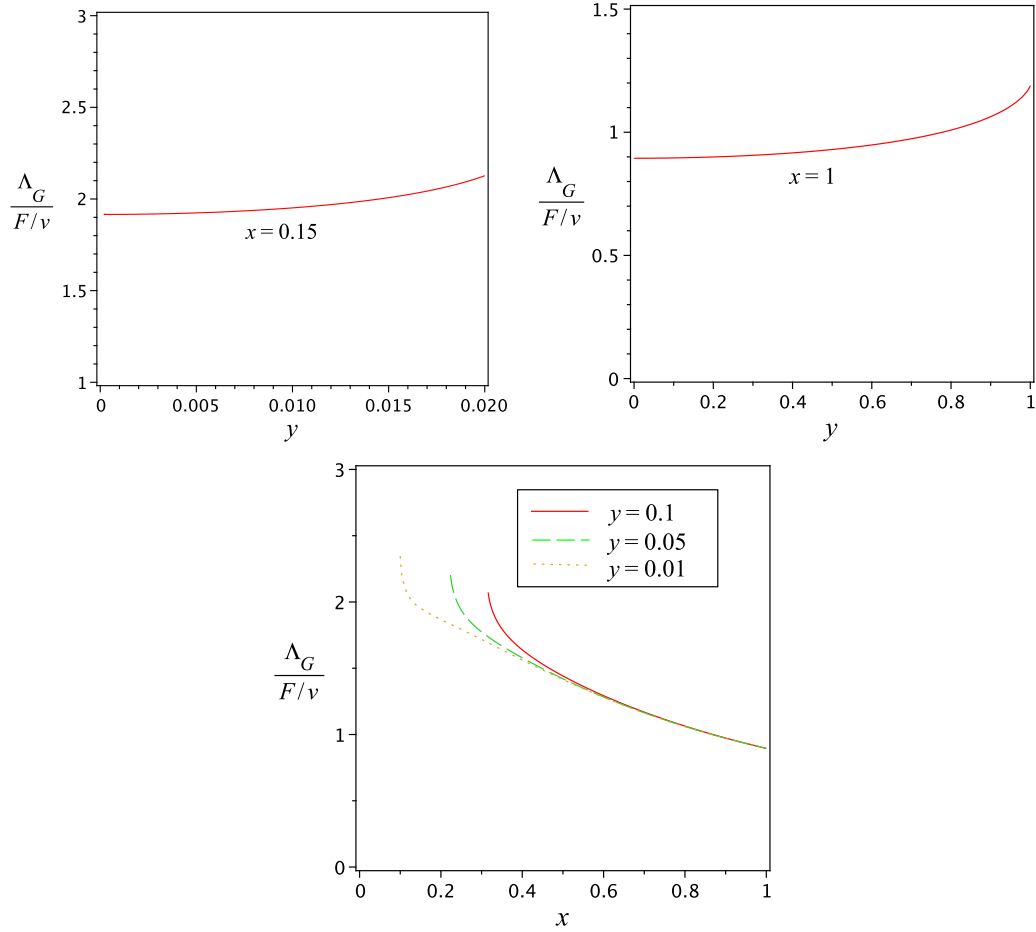 3
2.5
2
1.5
1
Λ_G
F/v
x = 0.15
0 0.005 0.010 0.015 0.020
y
1.5
1
0.5
0
Λ_G
F/v
x = 1
0 0.2 0.4 0.6 0.8 1
y
3
2
1
0
Λ_G
F/v
y = 0.1
y = 0.05
y = 0.01
0 0.2 0.4 0.6 0.8 1
x